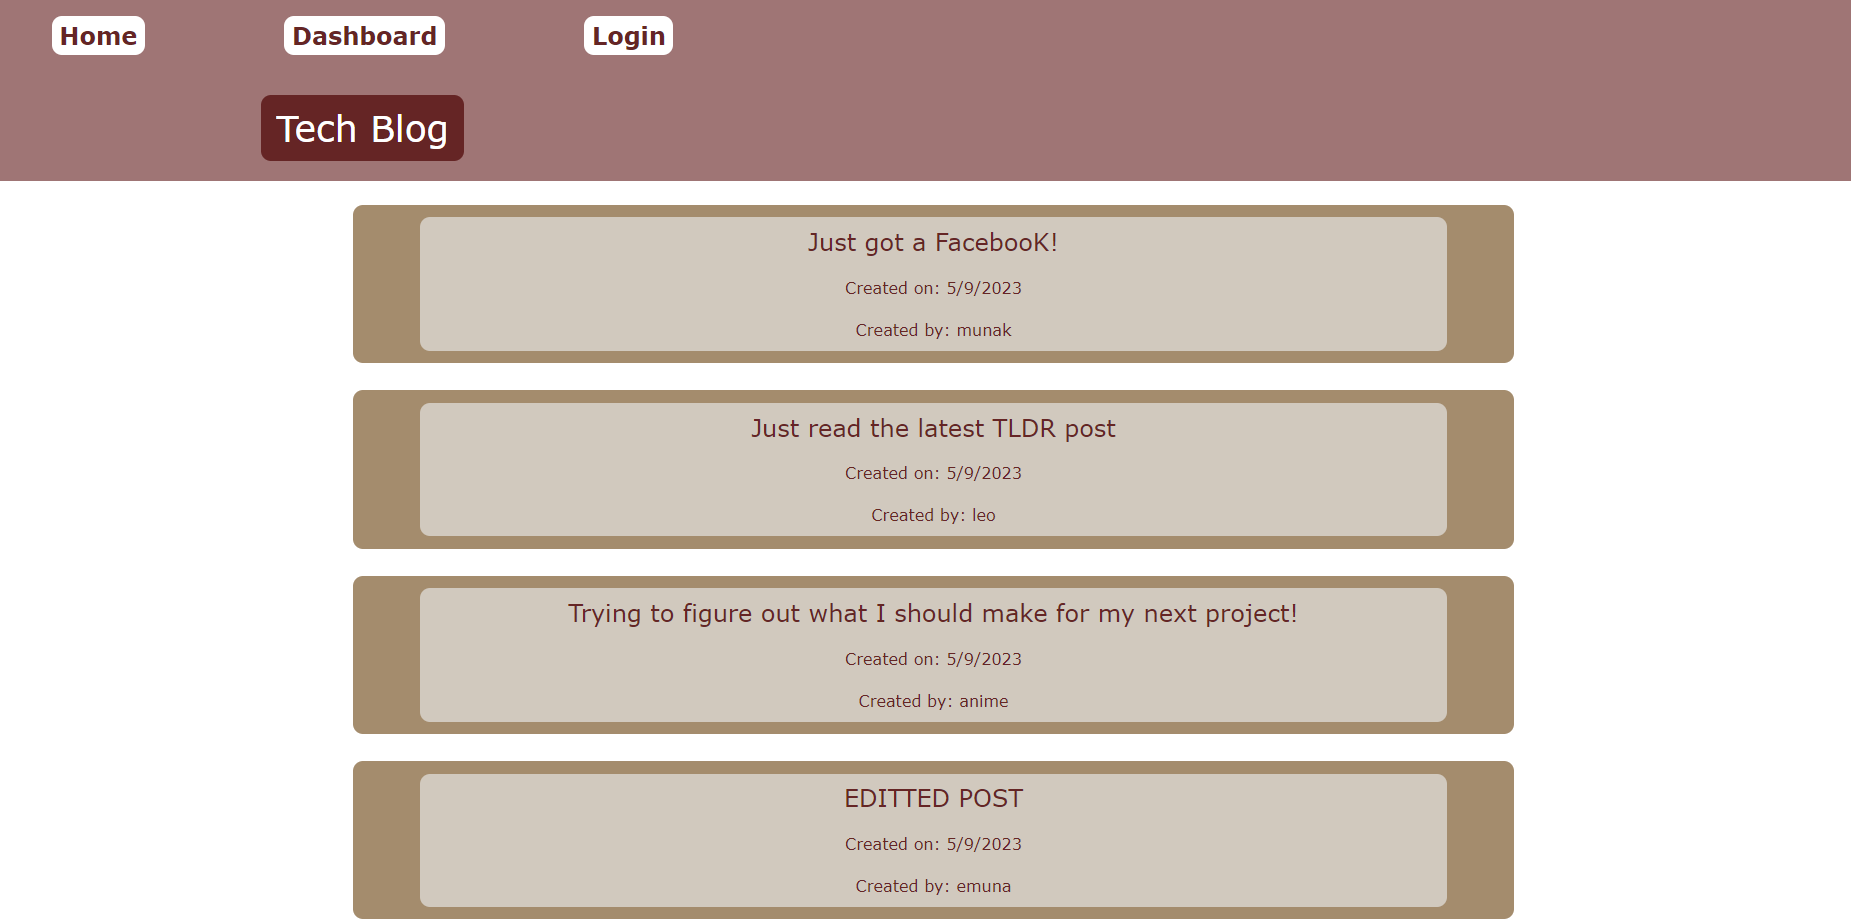 Home Dashboard Login
Tech Blog
Just got a FacebooK!
Created on: 5/9/2023
Created by: munak
Just read the latest TLDR post
Created on: 5/9/2023
Created by: leo
Trying to figure out what I should make for my next project!
Created on: 5/9/2023
Created by: anime
EDITTED POST
Created on: 5/9/2023
Created by: emuna